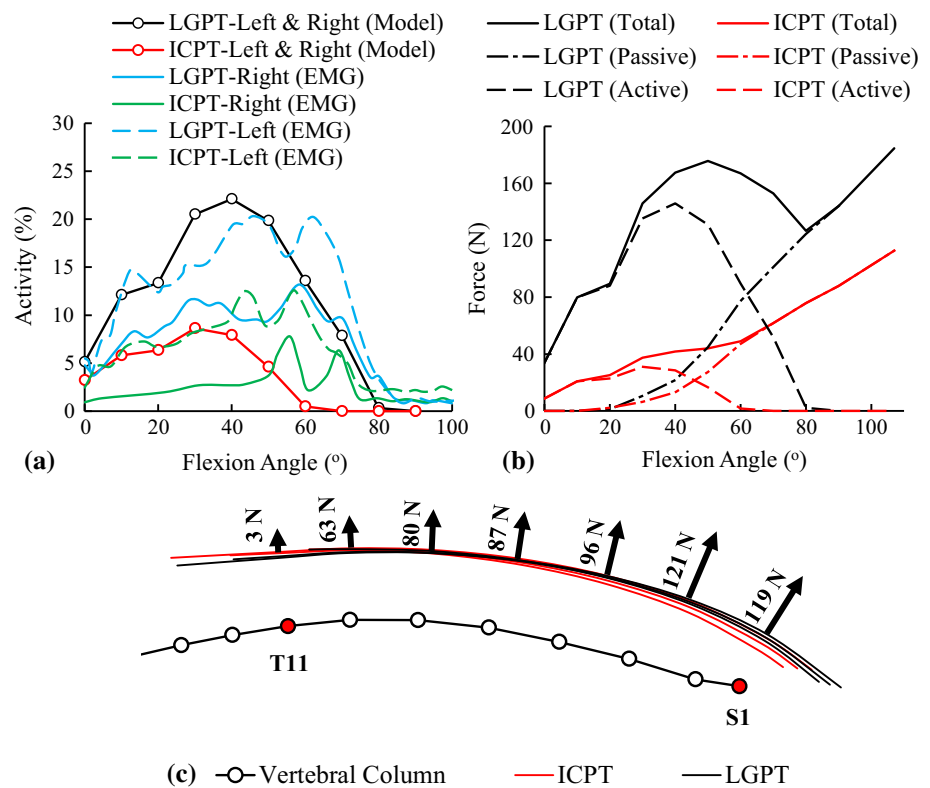 LGPT-Left & Right (Model)
ICPT-Left & Right (Model)
LGPT-Right (EMG)
ICPT-Right (EMG)
LGPT-Left (EMG)
ICPT-Left (EMG)
30
25
20
15
10
5
0
Activity (%)
0 20 40 60 80 100
Flexion Angle (°)
(a)
LGPT (Total) ICPT (Total)
LGPT (Passive) ICPT (Passive)
LGPT (Active) ICPT (Active)
200
160
120
80
40
0
Force (N)
0 20 40 60 80 100
Flexion Angle (°)
(b)
3 N 63 N 80 N 87 N 96 N 121 N 119 N
T11
S1
(c) Vertebral Column ICPT LGPT